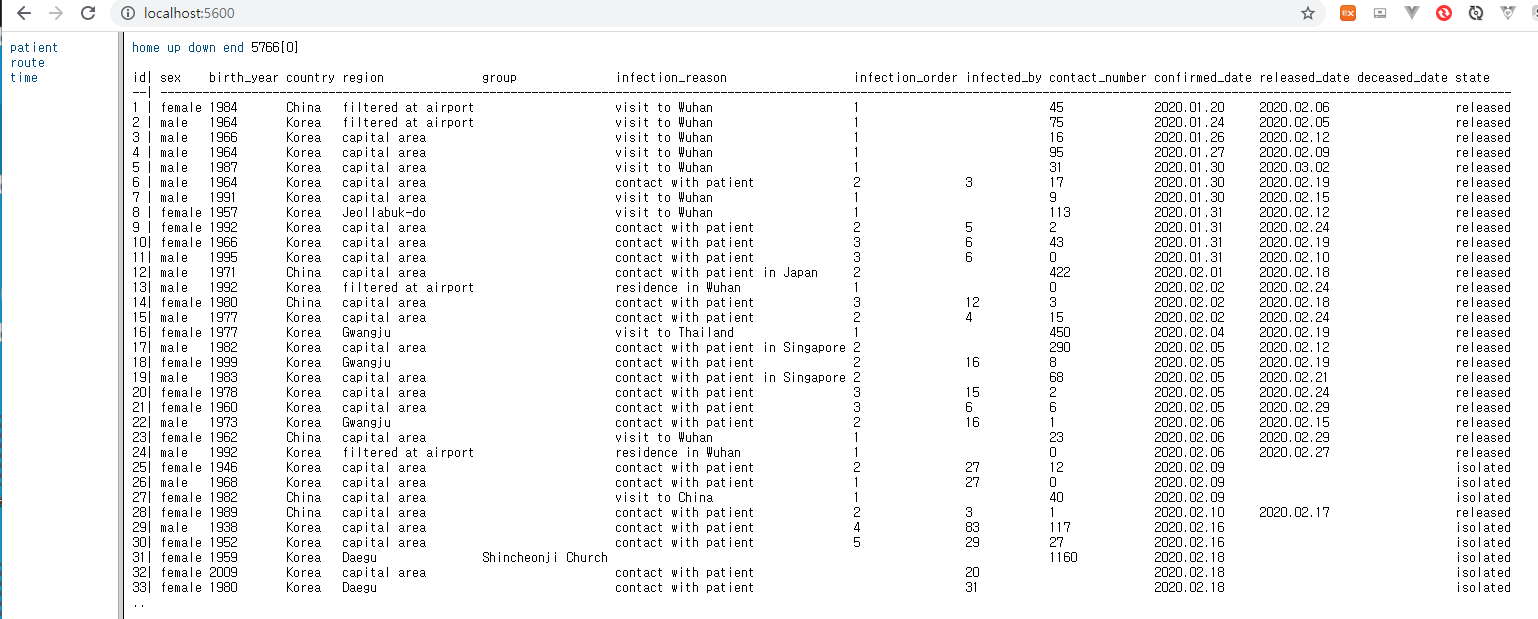 localhost:5600
Ex
patient
route
time
home up down end 5766[0]
id| sex birth_year country region group infection_reason infection_order infected_by contact_number confirmed_date released_date deceased_date state
--| ------------------------------------------------------------------------------------------------------------------------
1 | female 1984 China filtered at airport visit to Wuhan 1 45 2020.01.20 2020.02.06 released
2 | male 1964 Korea filtered at airport visit to Wuhan 1 75 2020.01.24 2020.02.05 released
3 | male 1966 Korea capital area visit to Wuhan 1 16 2020.01.26 2020.02.12 released
4 | male 1964 Korea capital area visit to Wuhan 1 95 2020.01.27 2020.02.09 released
5 | male 1987 Korea capital area visit to Wuhan 1 31 2020.01.30 2020.03.02 released
6 | male 1964 Korea capital area contact with patient 2 3 17 2020.01.30 2020.02.19 released
7 | male 1991 Korea capital area visit to Wuhan 1 9 2020.01.30 2020.02.15 released
8 | female 1957 Korea Jeollabuk-do visit to Wuhan 1 113 2020.01.31 2020.02.12 released
9 | female 1992 Korea capital area contact with patient 2 5 2 2020.01.31 2020.02.24 released
10| female 1966 Korea capital area contact with patient 3 6 43 2020.01.31 2020.02.19 released
11| male 1995 Korea capital area contact with patient 3 6 0 2020.01.31 2020.02.10 released
12| male 1971 China capital area contact with patient in Japan 2 422 2020.02.01 2020.02.18 released
13| male 1992 Korea filtered at airport residence in Wuhan 1 0 2020.02.02 2020.02.24 released
14| female 1980 China capital area contact with patient 3 12 3 2020.02.02 2020.02.18 released
15| male 1977 Korea capital area contact with patient 2 4 15 2020.02.02 2020.02.24 released
16| female 1977 Korea Gwangju visit to Thailand 1 450 2020.02.04 2020.02.19 released
17| male 1982 Korea capital area contact with patient in Singapore 2 290 2020.02.05 2020.02.12 released
18| female 1999 Korea Gwangju contact with patient 2 16 8 2020.02.05 2020.02.19 released
19| male 1983 Korea capital area contact with patient in Singapore 2 68 2020.02.05 2020.02.21 released
20| female 1978 Korea capital area contact with patient 3 15 2 2020.02.05 2020.02.24 released
21| female 1960 Korea capital area contact with patient 3 6 6 2020.02.05 2020.02.29 released
22| male 1973 Korea Gwangju contact with patient 2 16 1 2020.02.06 2020.02.15 released
23| female 1962 China capital area visit to Wuhan 1 23 2020.02.06 2020.02.29 released
24| male 1992 Korea filtered at airport residence in Wuhan 1 0 2020.02.06 2020.02.27 released
25| female 1946 Korea capital area contact with patient 2 27 12 2020.02.09 isolated
26| male 1968 Korea capital area contact with patient 1 27 0 2020.02.09 isolated
27| female 1982 China capital area visit to China 1 40 2020.02.09 isolated
28| female 1989 China capital area contact with patient 2 3 1 2020.02.10 2020.02.17 released
29| male 1938 Korea capital area contact with patient 4 83 117 2020.02.16 isolated
30| female 1952 Korea capital area contact with patient 5 29 27 2020.02.16 isolated
31| female 1959 Korea Daegu Shincheonji Church 1160 2020.02.18 isolated
32| female 2009 Korea capital area contact with patient 20 2020.02.18 isolated
33| female 1980 Korea Daegu contact with patient 31 2020.02.18 isolated
..